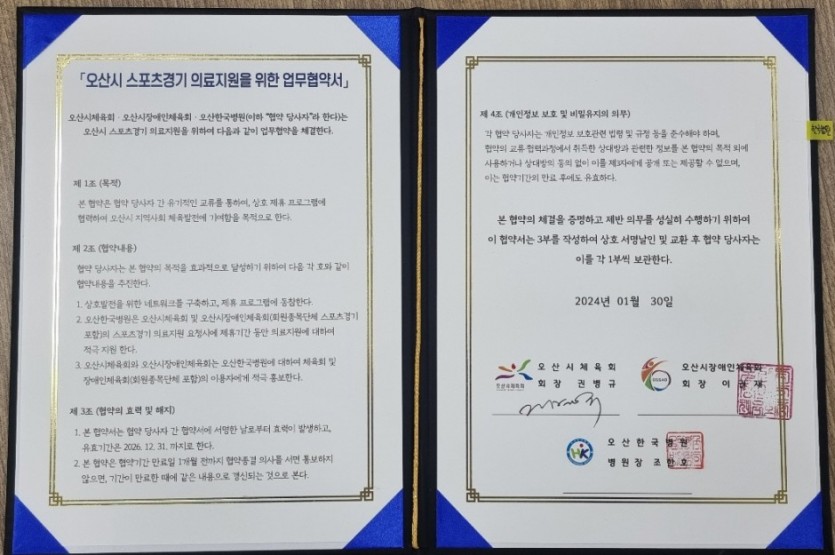 「오산시 스포츠경기 의료지원을 위한 업무협약서」
오산시체육회 · 오산시장애인체육회 · 오산한국병원(이하 "협약 당사자"라 한다)는
오산시 스포츠경기 의료지원을 위하여 다음과 같이 업무협약을 체결한다.
제 1조 (목적)
본 협약은 협약 당사자 간 유기적인 교류를 통하여, 상호 제휴 프로그램에
협력하여 오산시 지역사회 체육발전에 기여함을 목적으로 한다.
제 2조 (협약내용)
협약 당사자는 본 협약의 목적을 효과적으로 달성하기 위하여 다음 각 호와 같이
협약내용을 추진한다.
1. 상호발전을 위한 네트워크를 구축하고, 제휴 프로그램에 동참한다.
2. 오산한국병원은 오산시체육회 및 오산시장애인체육회(회원종목단체 스포츠경기
포함)의 스포츠경기 의료지원 요청시에 제휴기간 동안 의료지원에 대하여
적극 지원 한다.
3. 오산시체육회와 오산시장애인체육회는 오산한국병원에 대하여 체육회 및
장애인체육회(회원종목단체 포함)의 이용자에게 적극 홍보한다.
제 3조 (협약의 효력 및 해지)
1. 본 협약서는 협약 당사자 간 협약서에 서명한 날로부터 효력이 발생하고,
유효기간은 2026. 12. 31. 까지로 한다.
2. 본 협약은 협약기간 만료일 1개월 전까지 협약종결 의사를 서면 통보하지
않으면, 기간이 만료한 때에 같은 내용으로 갱신되는 것으로 본다.
제 4조 (개인정보 보호 및 비밀유지의 의무)
각 협약 당사자는 개인정보 보호관련 법령 및 규정 등을 준수해야 하며,
협약의 교류·협력과정에서 취득한 상대방과 관련한 정보를 본 협약의 목적 외에
사용하거나 상대방의 동의 없이 이를 제3자에게 공개 또는 제공할 수 없으며,
이는 협약기간의 만료 후에도 유효하다.
본 협약의 체결을 증명하고 제반 의무를 성실히 수행하기 위하여
이 협약서는 3부를 작성하여 상호 서명날인 및 교환 후 협약 당사자는
이를 각 1부씩 보관한다.
2024년 01월 30일
오산시체육회
회장 권병규
오산시장애인체육회
회장 이권재
오산한국병원
병원장 조한호
HK